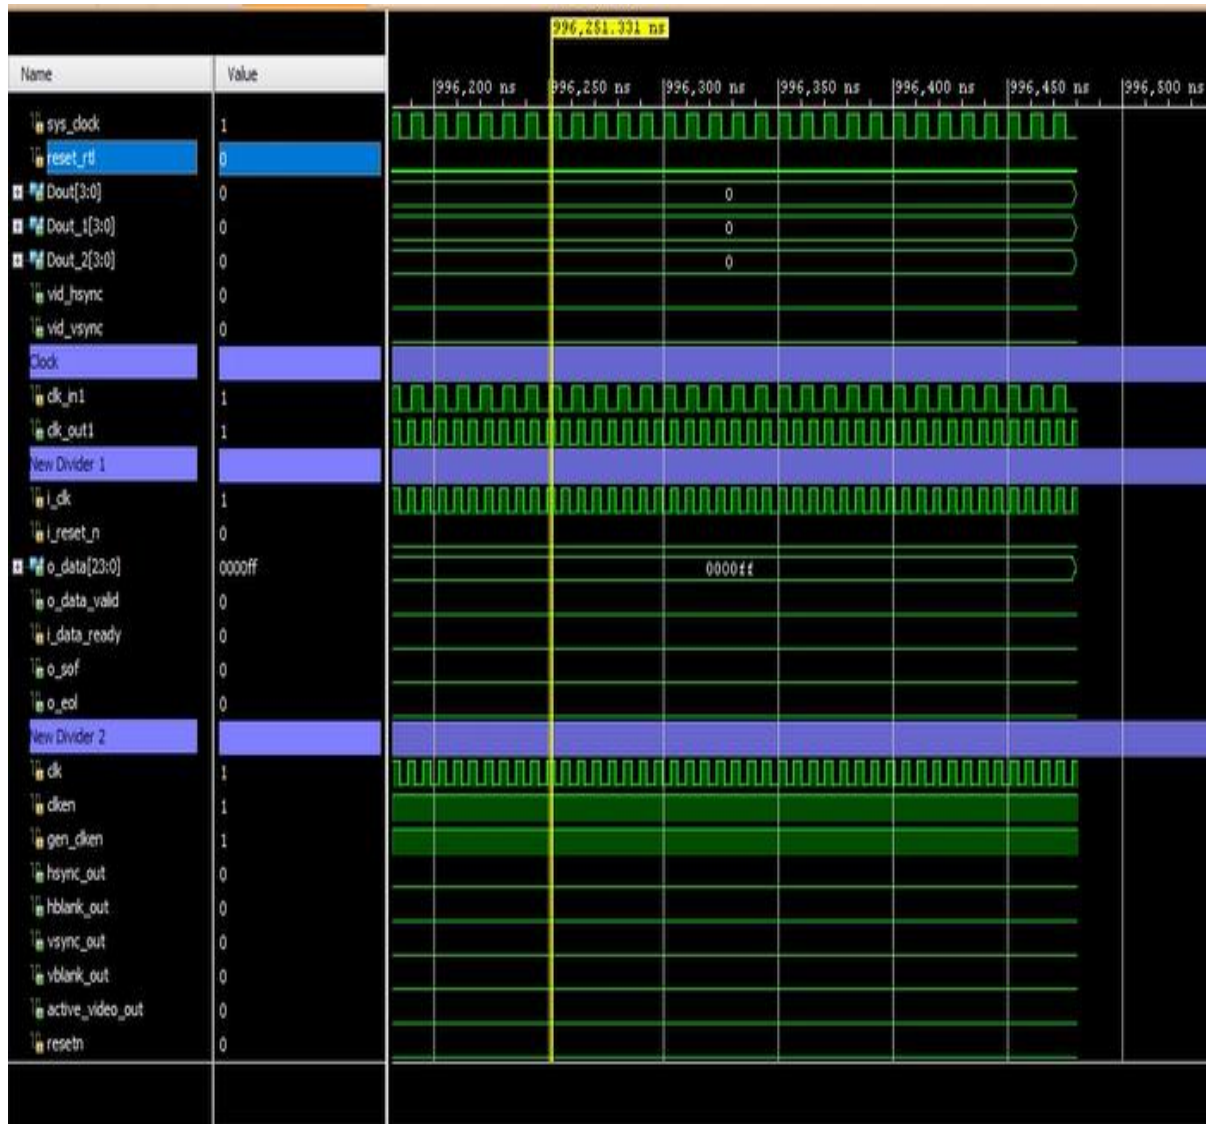 996,251.331 ns
Name Value
996,200 ns 996,250 ns 996,300 ns 996,350 ns 996,400 ns 996,450 ns 996,500 ns
sys_clock 1
reset_rtl 0
Dout[3:0] 0 0
Dout_1[3:0] 0 0
Dout_2[3:0] 0 0
vid_hsync 0
vid_vsync 0
Clock
clk_in1 1
clk_out1 1
New Divider 1
i_clk 1
i_reset_n 0
o_data[23:0] 0000ff 0000ff
o_data_valid 0
i_data_ready 0
o_sof 0
o_eol 0
New Divider 2
clk 1
clken 1
gen_clken 1
hsync_out 0
hblank_out 0
vsync_out 0
vblank_out 0
active_video_out 0
resetn 0